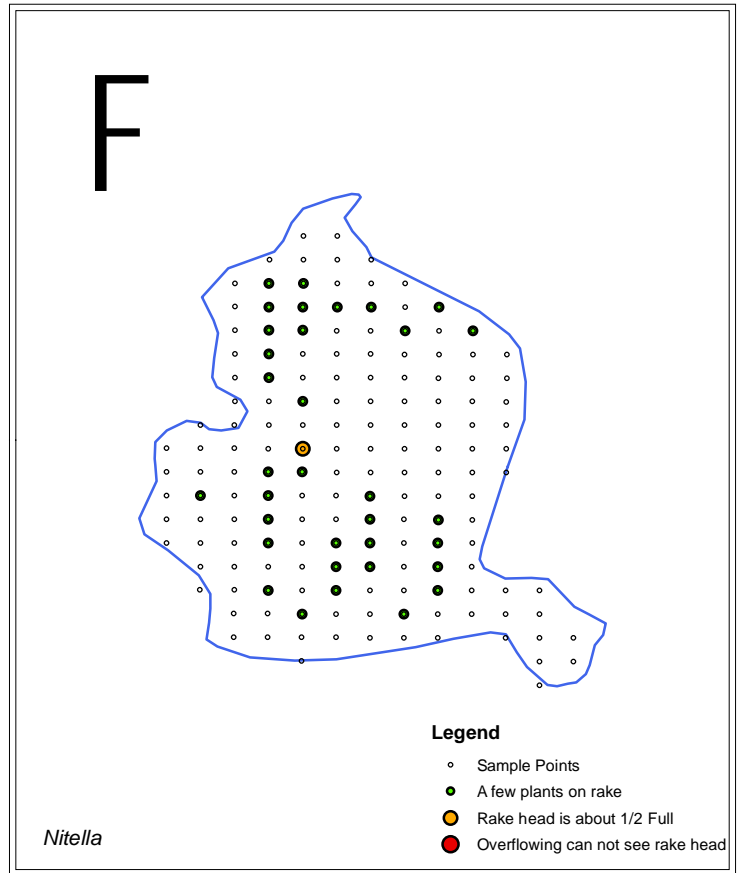 F
Legend
Sample Points
A few plants on rake
Rake head is about 1/2 Full
Overflowing can not see rake head
Nitella